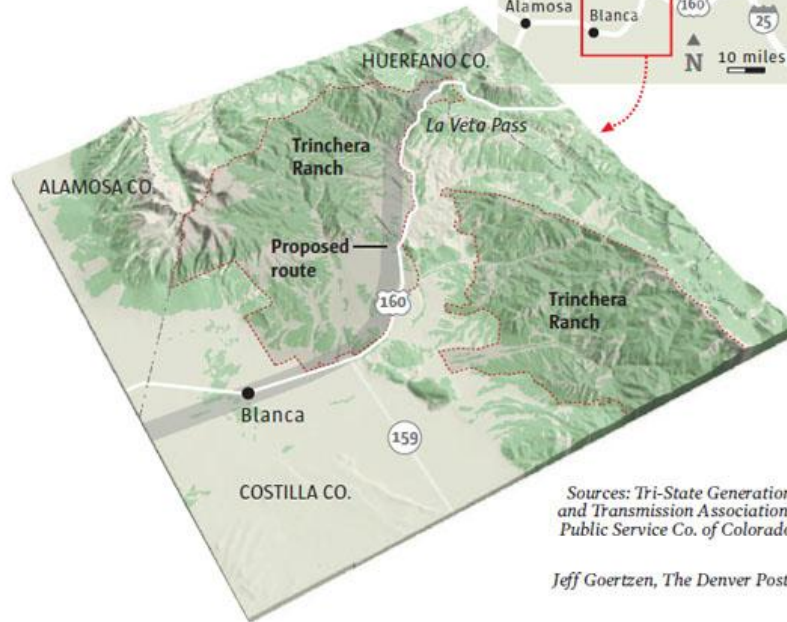 Alamosa
Blanca
160
25
N
10 miles
HUERFANO CO.
La Veta Pass
Trinchera
Ranch
ALAMOSA CO.
Proposed
route
160
Trinchera
Ranch
Blanca
159
COSTILLA CO.
Sources: Tri-State Generation
and Transmission Association,
Public Service Co. of Colorado
Jeff Goertzen, The Denver Post